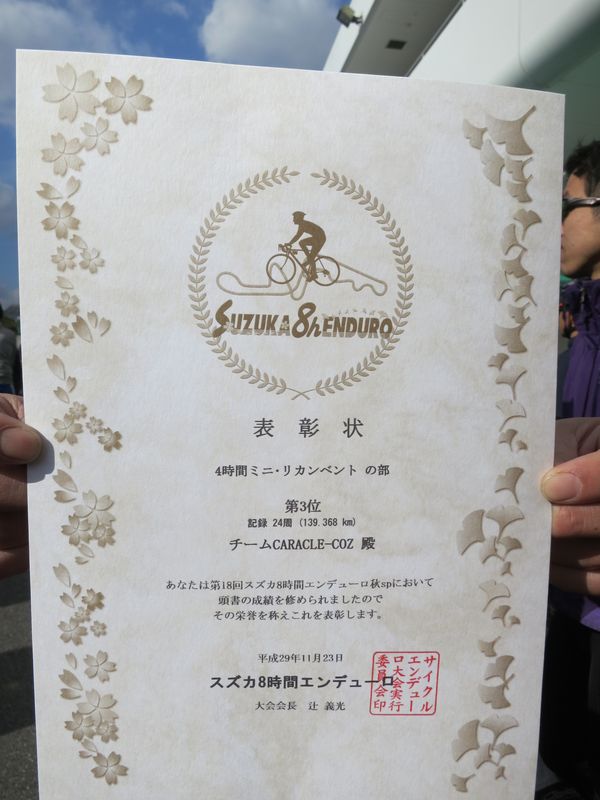 SUZUKA 8h ENDURO
表彰状
4時間ミニ・リカンベント の部
第3位
記録 24周 (139.368 km)
チームCARACLE-COZ 殿
あなたは第18回スズカ8時間エンデューロ秋spにおいて
頭書の成績を修められましたので
その栄誉を称えこれを表彰します。
平成29年11月23日
スズカ8時間エンデューロ
大会会長 辻 義光
サイクル
エンデュー
ロ大会実行
委員会印